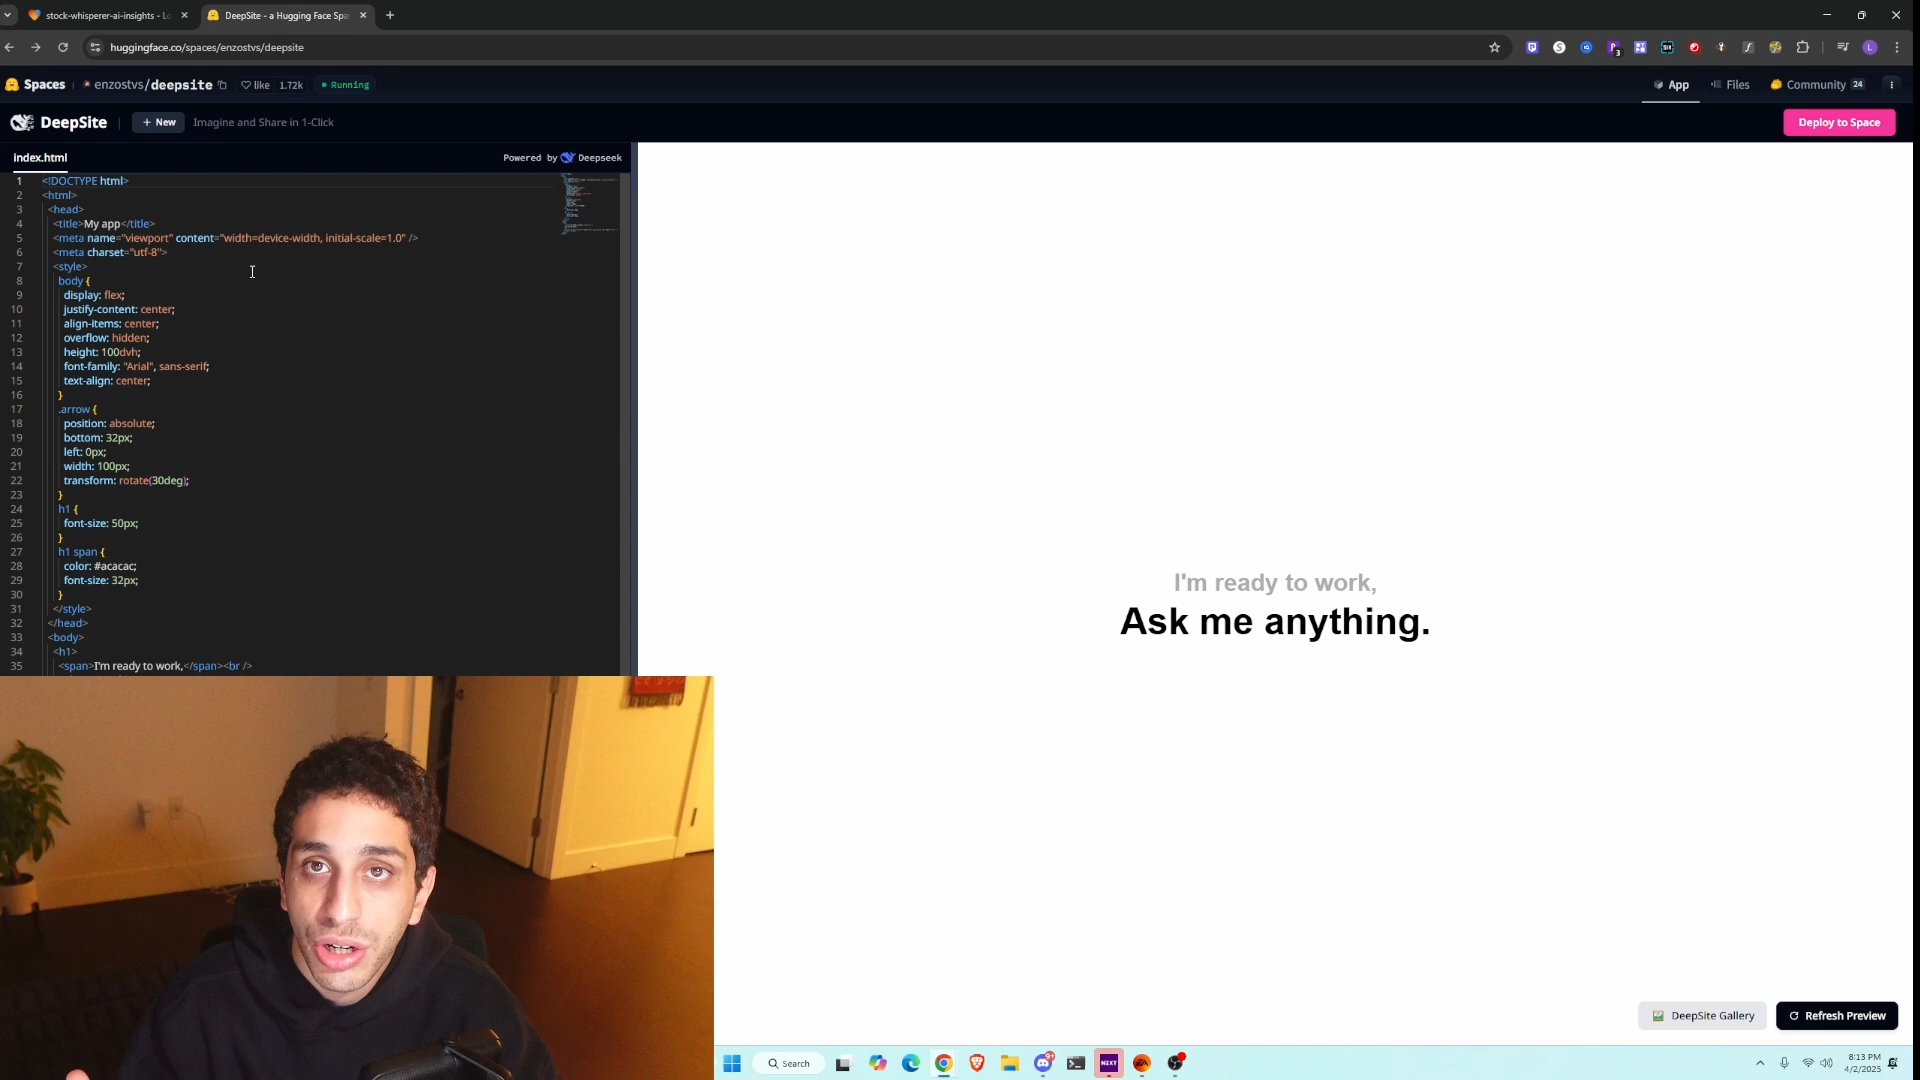 stock-whisperer-ai-insights - Lo
DeepSite - a Hugging Face Spa
huggingface.co/spaces/enzostvs/deepsite
3
L
Spaces
enzostvs/deepsite
like
1.72k
Running
App
Files
Community
24
DeepSite
+ New
Imagine and Share in 1-Click
Deploy to Space
index.html
Powered by
Deepseek
1 <!DOCTYPE html>
2 <html>
3 <head>
4 <title>My app</title>
5 <meta name="viewport" content="width=device-width, initial-scale=1.0" />
6 <meta charset="utf-8">
7 <style>
8 body {
9 display: flex;
10 justify-content: center;
11 align-items: center;
12 overflow: hidden;
13 height: 100dvh;
14 font-family: "Arial", sans-serif;
15 text-align: center;
16 }
17 .arrow {
18 position: absolute;
19 bottom: 32px;
20 left: 0px;
21 width: 100px;
22 transform: rotate(30deg);
23 }
24 h1 {
25 font-size: 50px;
26 }
27 h1 span {
28 color: #acacac;
29 font-size: 32px;
30 }
31 </style>
32 </head>
33 <body>
34 <h1>
35 <span>I'm ready to work,</span><br />
I'm ready to work,
Ask me anything.
DeepSite Gallery
Refresh Preview
Search
NEXT
8:13 PM
4/2/2025